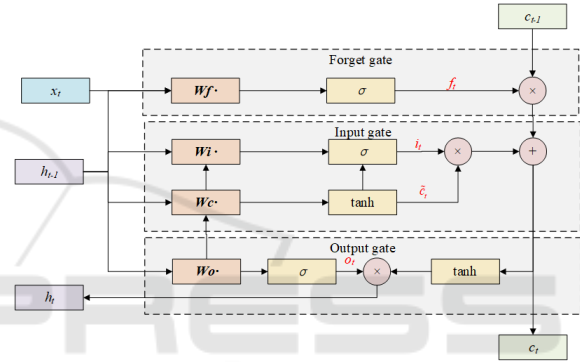 c_{t-1}
Forget gate
x_t
Wf·
σ
f_t
×
Input gate
Wi·
σ
i_t
×
+
h_{t-1}
Wc·
tanh
c̃_t
Output gate
Wo·
σ
o_t
×
tanh
h_t
c_t
PRESS